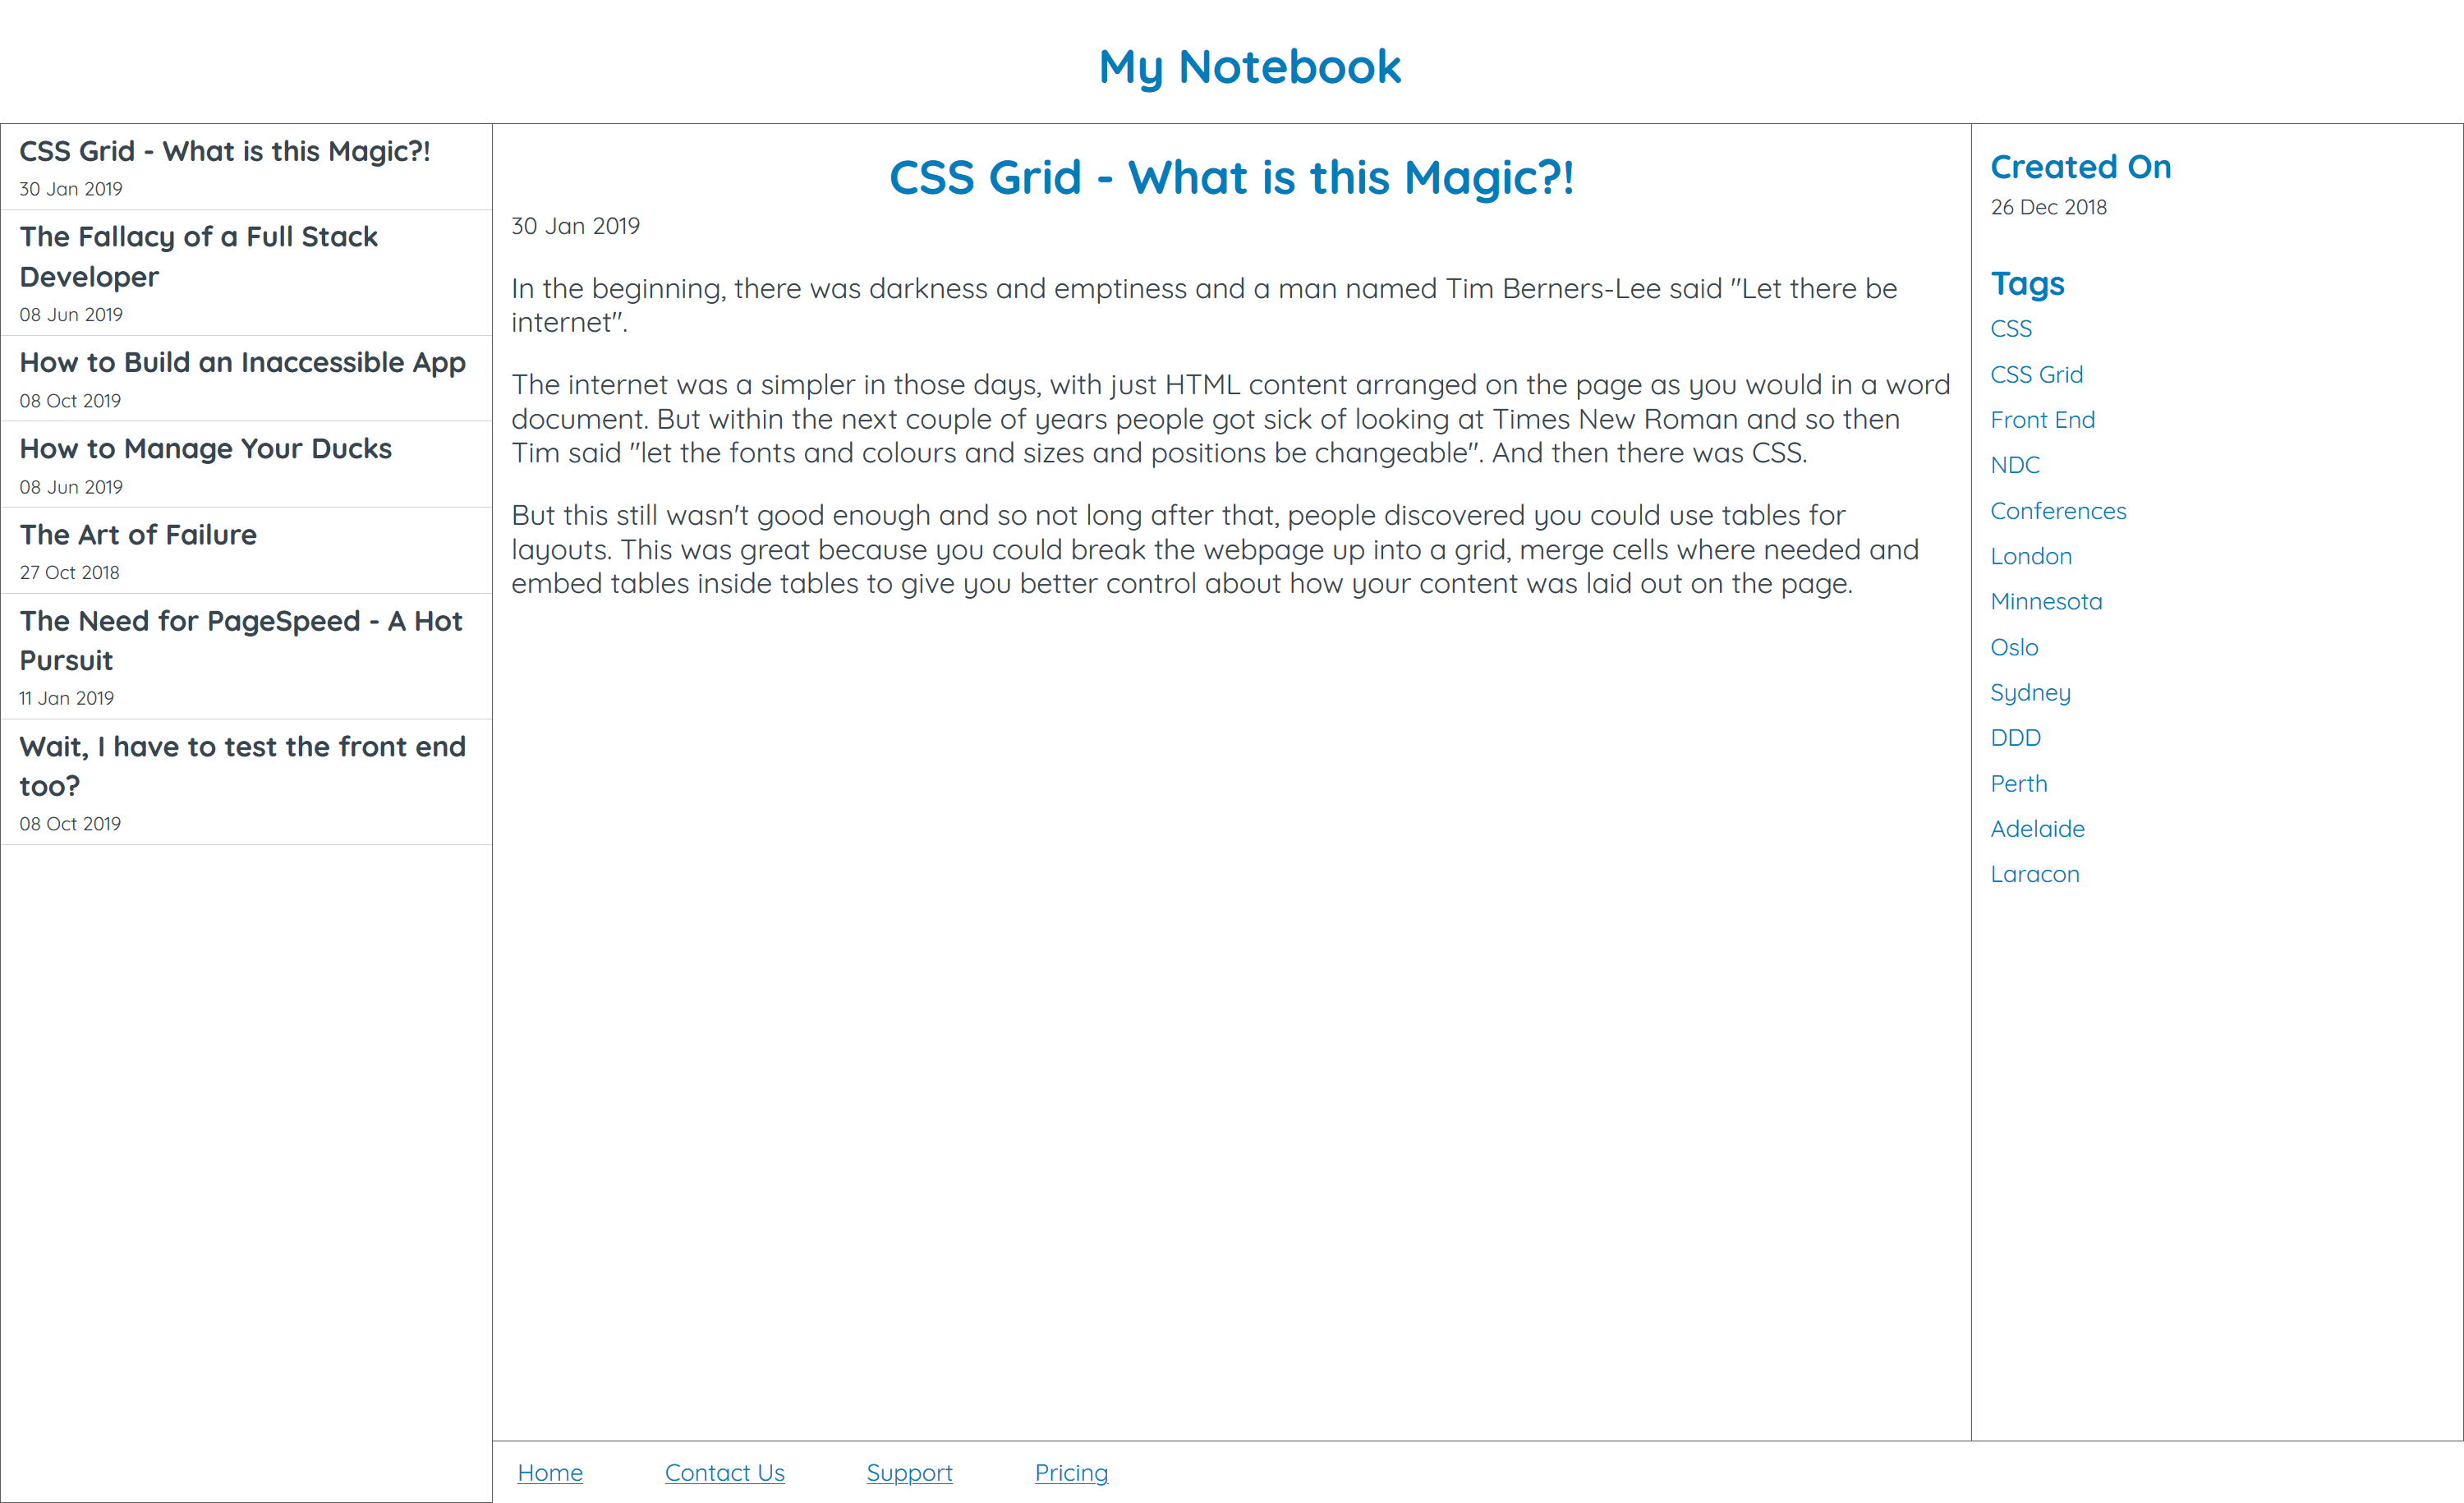 My Notebook
CSS Grid - What is this Magic?!
30 Jan 2019
The Fallacy of a Full Stack
Developer
08 Jun 2019
How to Build an Inaccessible App
08 Oct 2019
How to Manage Your Ducks
08 Jun 2019
The Art of Failure
27 Oct 2018
The Need for PageSpeed - A Hot
Pursuit
11 Jan 2019
Wait, I have to test the front end
too?
08 Oct 2019
CSS Grid - What is this Magic?!
30 Jan 2019
In the beginning, there was darkness and emptiness and a man named Tim Berners-Lee said "Let there be
internet".
The internet was a simpler in those days, with just HTML content arranged on the page as you would in a word
document. But within the next couple of years people got sick of looking at Times New Roman and so then
Tim said "let the fonts and colours and sizes and positions be changeable". And then there was CSS.
But this still wasn't good enough and so not long after that, people discovered you could use tables for
layouts. This was great because you could break the webpage up into a grid, merge cells where needed and
embed tables inside tables to give you better control about how your content was laid out on the page.
Created On
26 Dec 2018
Tags
CSS
CSS Grid
Front End
NDC
Conferences
London
Minnesota
Oslo
Sydney
DDD
Perth
Adelaide
Laracon
Home Contact Us Support Pricing